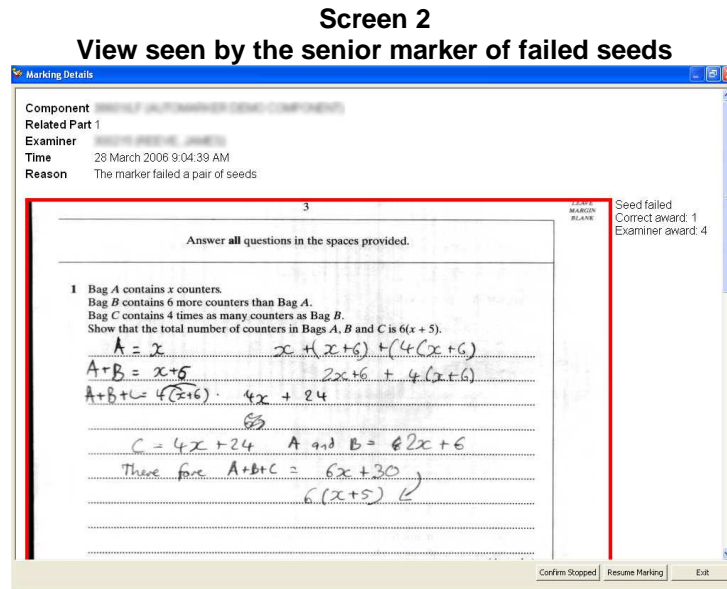 Screen 2
View seen by the senior marker of failed seeds
Marking Details
Component
Related Part 1
Examiner
Time 28 March 2006 9:04:39 AM
Reason The marker failed a pair of seeds
3
LEAVE
MARGIN
BLANK
Seed failed
Correct award: 1
Examiner award: 4
Answer all questions in the spaces provided.
1 Bag A contains x counters.
Bag B contains 6 more counters than Bag A.
Bag C contains 4 times as many counters as Bag B.
Show that the total number of counters in Bags A, B and C is 6(x + 5).
A = x x +(x+6) +(4(x+6)
A+B = x+6 2x+6 + 4(x+6)
A+B+C= 4(x+6) . 4x + 24
C = 4x + 24 A and B = 2x + 6
There fore A+B+C = 6x + 30
6(x+5)
Confirm Stopped Resume Marking Exit